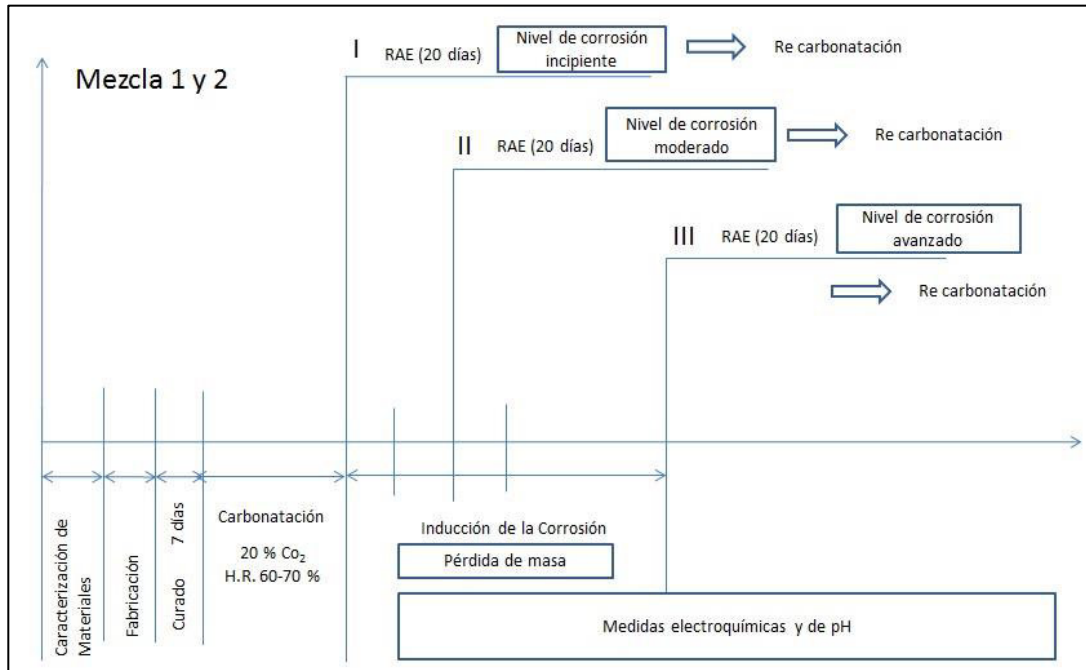 Mezcla 1 y 2
I
RAE (20 días)
Nivel de corrosión
incipiente
Re carbonatación
II
RAE (20 días)
Nivel de corrosión
moderado
Re carbonatación
III
RAE (20 días)
Nivel de corrosión
avanzado
Re carbonatación
Caracterización de
Materiales
Fabricación
Curado 7 días
Carbonatación
20 % Co₂
H.R. 60-70 %
Inducción de la Corrosión
Pérdida de masa
Medidas electroquímicas y de pH